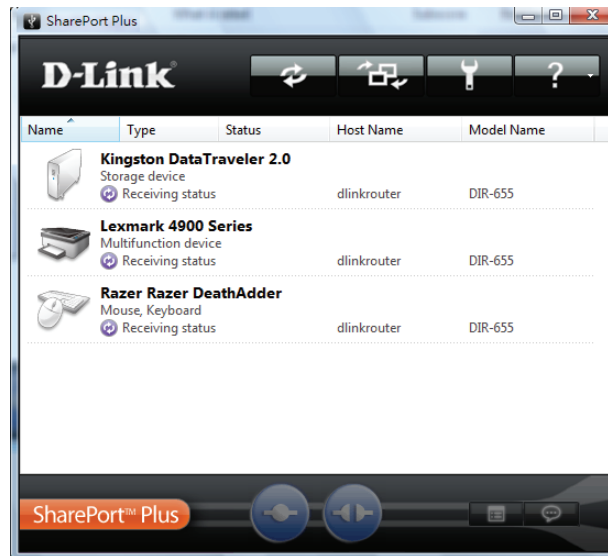 SharePort Plus
D-Link
?
Name Type Status Host Name Model Name
Kingston DataTraveler 2.0
Storage device
Receiving status dlinkrouter DIR-655
Lexmark 4900 Series
Multifunction device
Receiving status dlinkrouter DIR-655
Razer Razer DeathAdder
Mouse, Keyboard
Receiving status dlinkrouter DIR-655
SharePort™ Plus